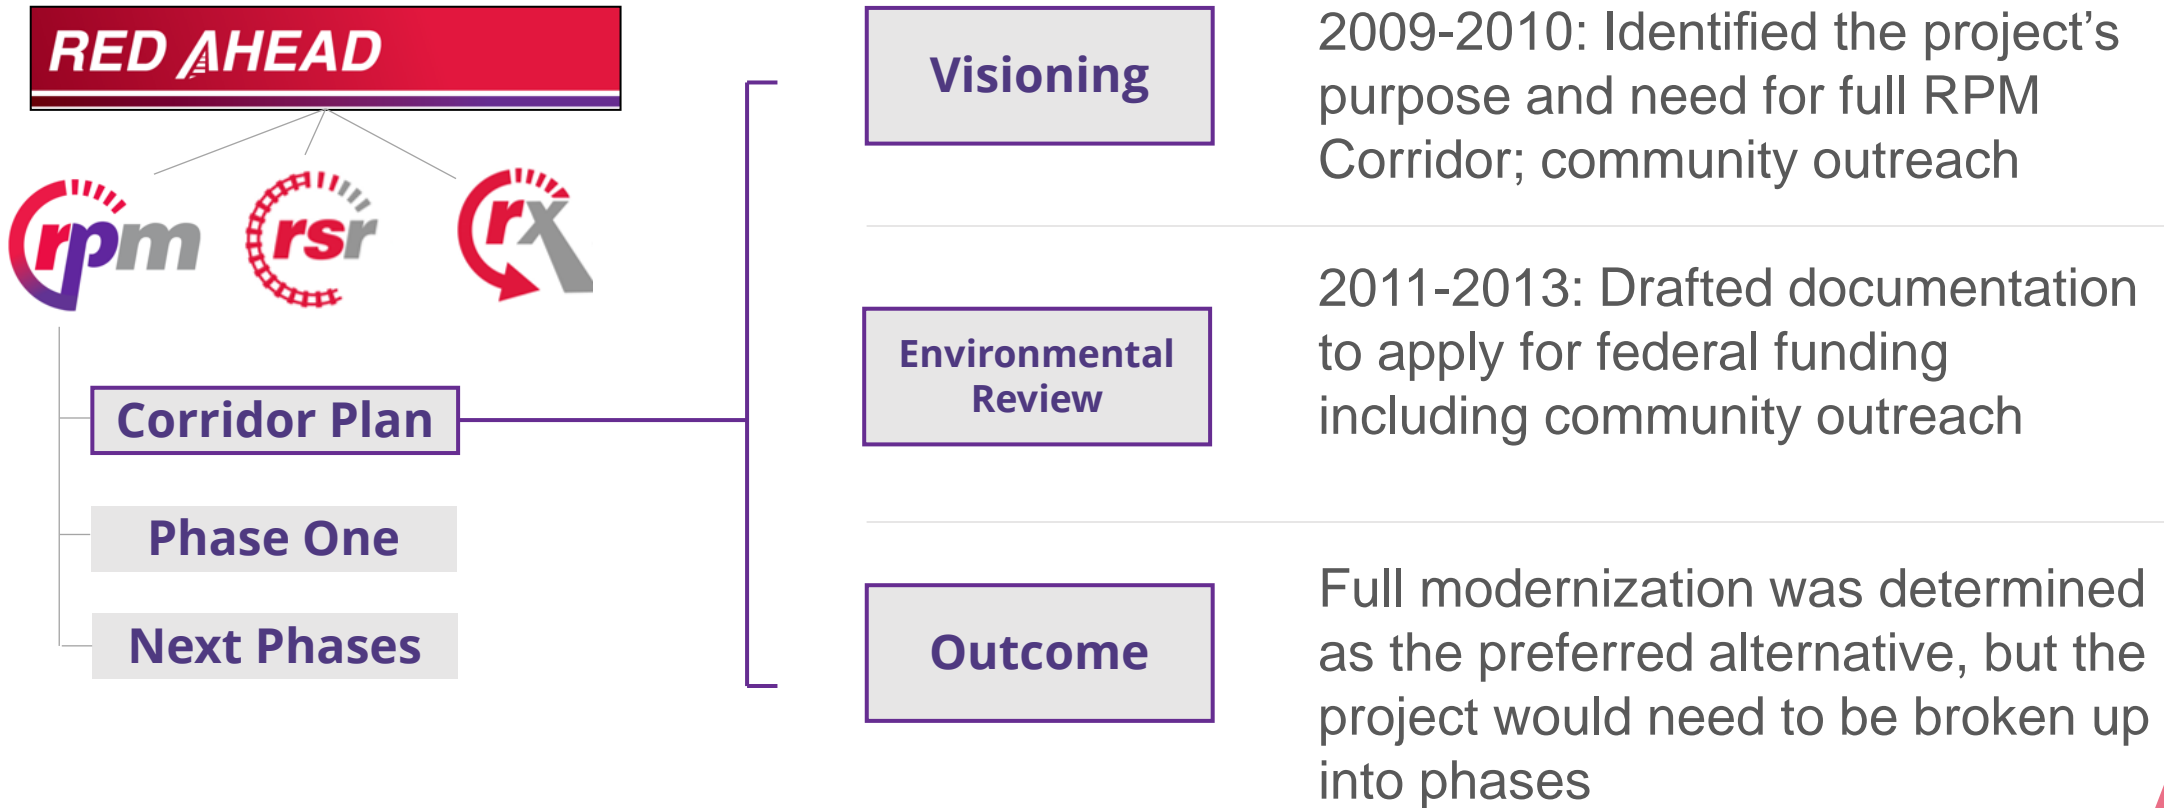 RED AHEAD
rpm
rsr
rx
Corridor Plan
Phase One
Next Phases
Visioning
2009-2010: Identified the project’s
purpose and need for full RPM
Corridor; community outreach
Environmental
Review
2011-2013: Drafted documentation
to apply for federal funding
including community outreach
Outcome
Full modernization was determined
as the preferred alternative, but the
project would need to be broken up
into phases